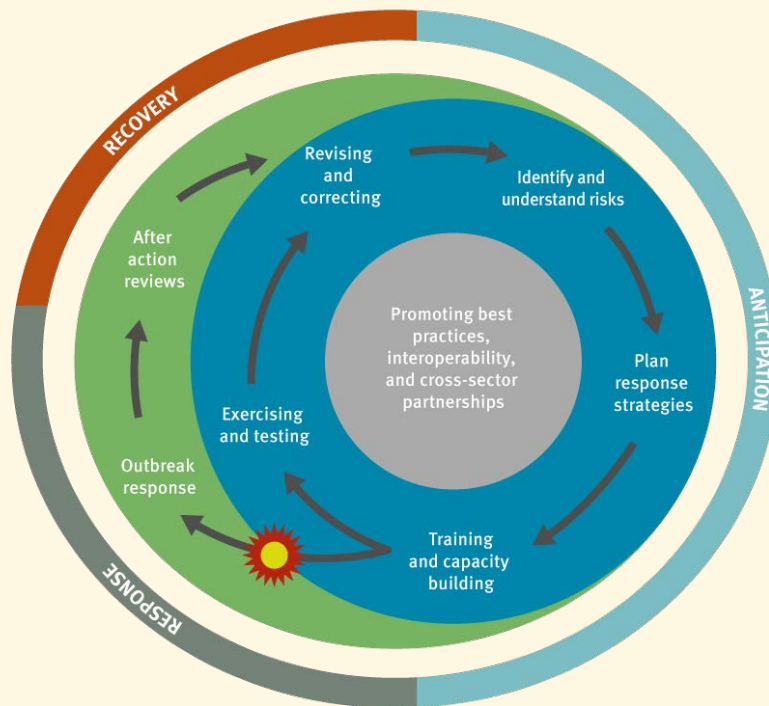 RECOVERY
ANTICIPATION
RESPONSE
Revising
and
correcting
Identify and
understand risks
Plan
response
strategies
Training
and capacity
building
Exercising
and testing
Outbreak
response
After
action
reviews
Promoting best
practices,
interoperability,
and cross-sector
partnerships